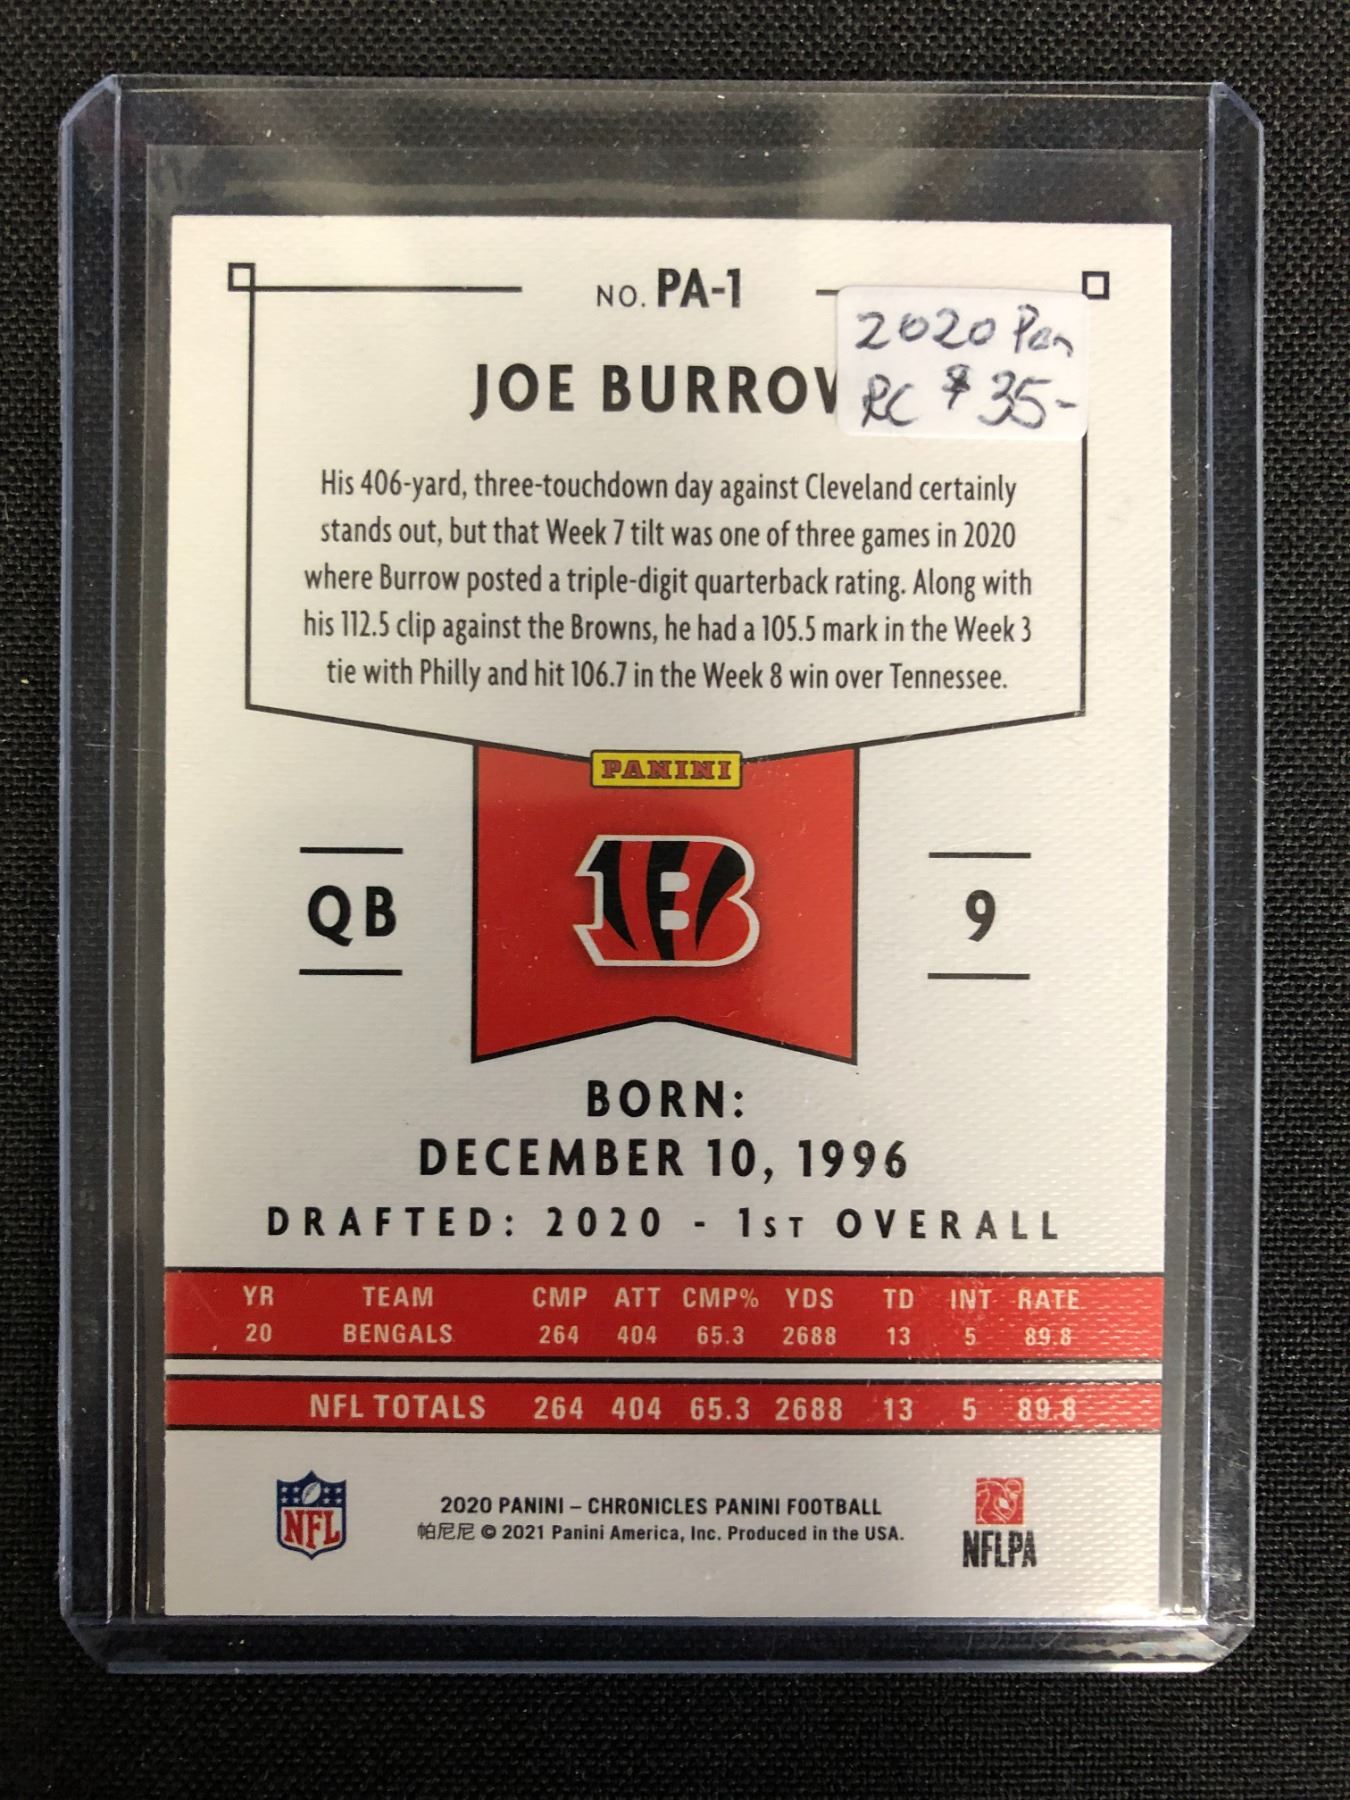 NO. PA-1
2020 Pan
RC $35-
JOE BURROW
His 406-yard, three-touchdown day against Cleveland certainly
stands out, but that Week 7 tilt was one of three games in 2020
where Burrow posted a triple-digit quarterback rating. Along with
his 112.5 clip against the Browns, he had a 105.5 mark in the Week 3
tie with Philly and hit 106.7 in the Week 8 win over Tennessee.
PANINI
B
QB
9
BORN:
DECEMBER 10, 1996
DRAFTED: 2020 - 1ST OVERALL
YR TEAM CMP ATT CMP% YDS TD INT RATE
20 BENGALS 264 404 65.3 2688 13 5 89.8
NFL TOTALS 264 404 65.3 2688 13 5 89.8
NFL
2020 PANINI – CHRONICLES PANINI FOOTBALL
帕尼尼 © 2021 Panini America, Inc. Produced in the USA.
NFLPA